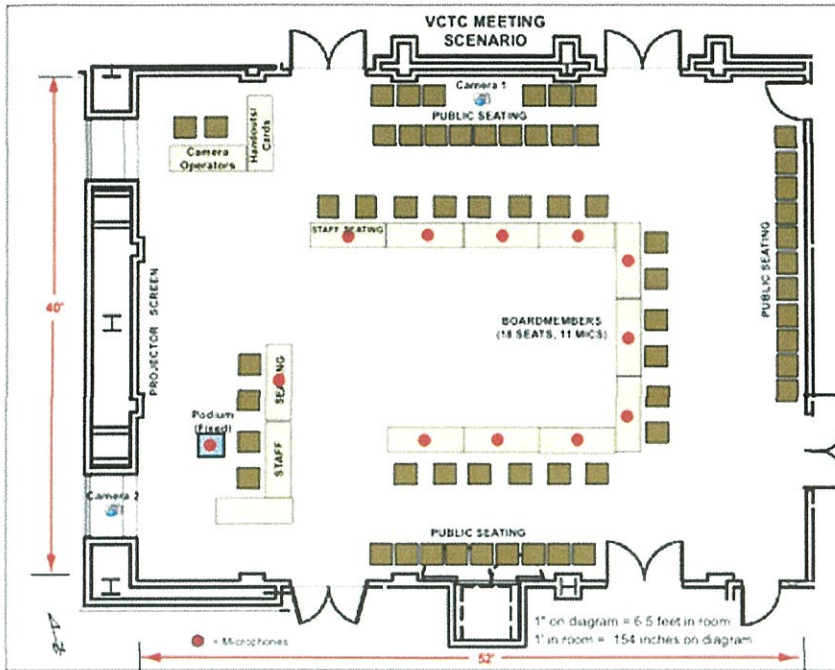 VCTC MEETING
SCENARIO
Camera 1
PUBLIC SEATING
Handouts/
Cards
Camera
Operators
STAFF SEATING
40'
PROJECTOR SCREEN
PUBLIC SEATING
BOARDMEMBERS
(18 SEATS, 11 MICS)
SEATING
STAFF
Podium
(Fixed)
Camera 2
PUBLIC SEATING
1" on diagram = 6.5 feet in room
1' in room = .154 inches on diagram
= Microphones
52'